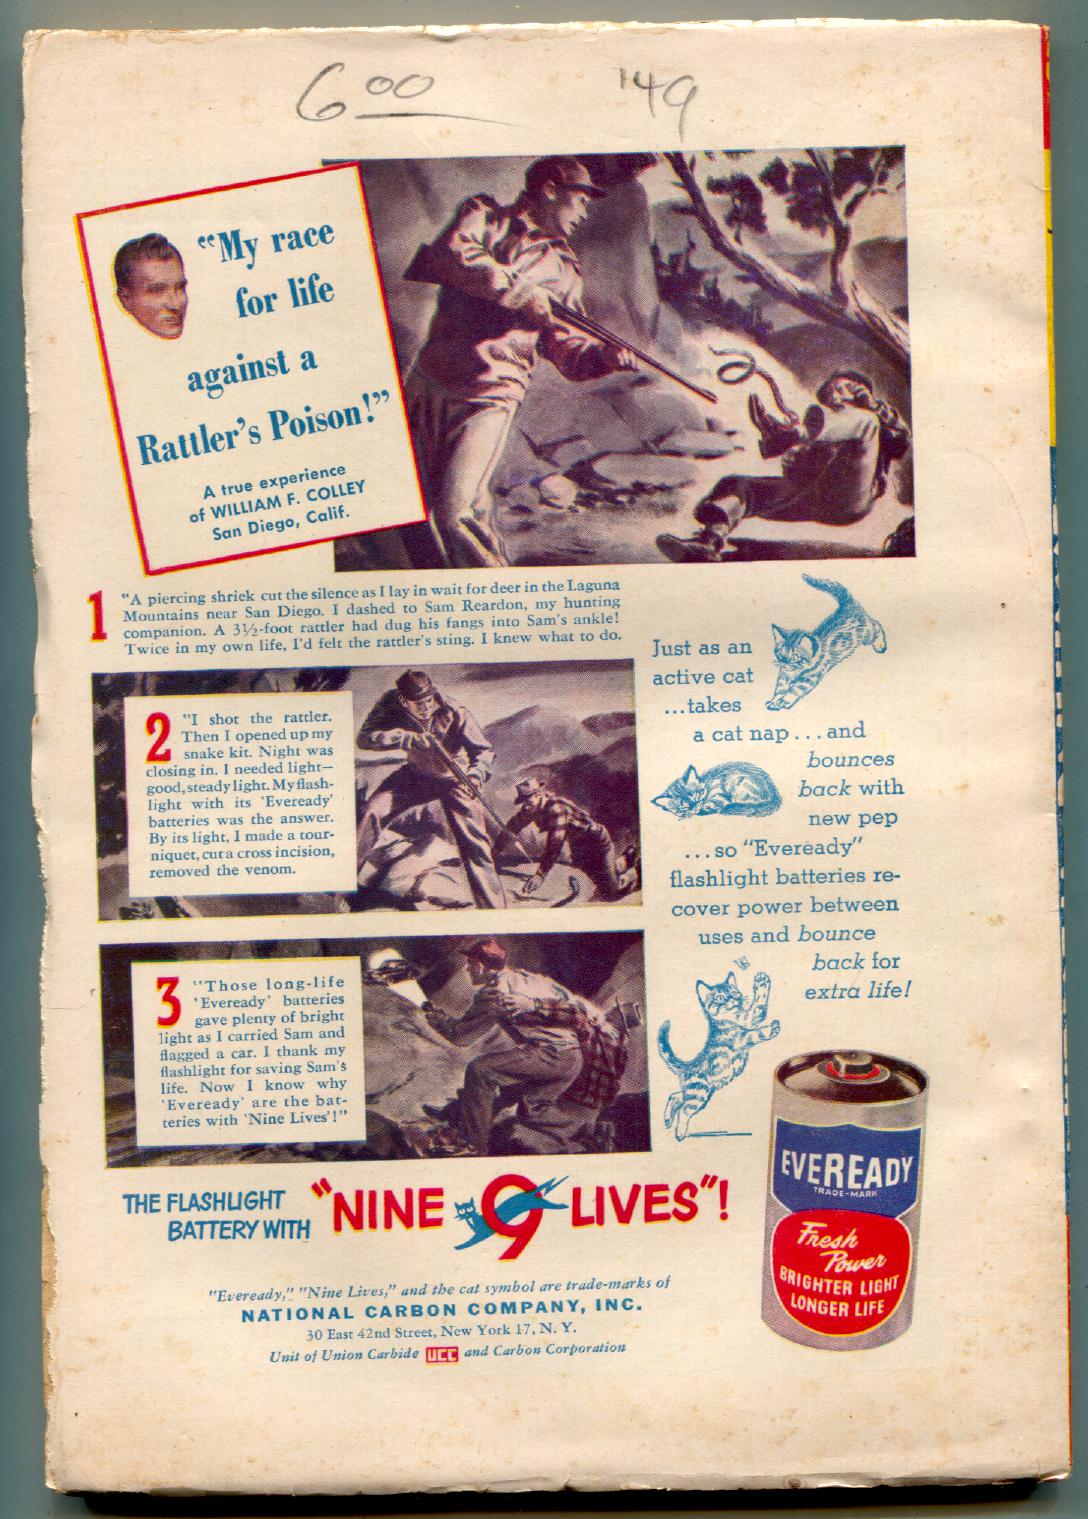 6 00 '49
"My race
for life
against a
Rattler's Poison!"
A true experience
of WILLIAM F. COLLEY
San Diego, Calif.
1 "A piercing shriek cut the silence as I lay in wait for deer in the Laguna
Mountains near San Diego. I dashed to Sam Reardon, my hunting
companion. A 3½-foot rattler had dug his fangs into Sam's ankle!
Twice in my own life, I'd felt the rattler's sting. I knew what to do.
2 "I shot the rattler.
Then I opened up my
snake kit. Night was
closing in. I needed light—
good, steady light. My flash-
light with its 'Eveready'
batteries was the answer.
By its light, I made a tour-
niquet, cut a cross incision,
removed the venom.
3 "Those long-life
'Eveready' batteries
gave plenty of bright
light as I carried Sam and
flagged a car. I thank my
flashlight for saving Sam's
life. Now I know why
'Eveready' are the bat-
teries with 'Nine Lives'!"
Just as an
active cat
...takes
a cat nap...and
bounces
back with
new pep
...so "Eveready"
flashlight batteries re-
cover power between
uses and bounce
back for
extra life!
EVEREADY
TRADE-MARK
Fresh
Power
BRIGHTER LIGHT
LONGER LIFE
THE FLASHLIGHT
BATTERY WITH
"NINE 9 LIVES"!
"Eveready," "Nine Lives," and the cat symbol are trade-marks of
NATIONAL CARBON COMPANY, INC.
30 East 42nd Street, New York 17, N. Y.
Unit of Union Carbide UCC and Carbon Corporation